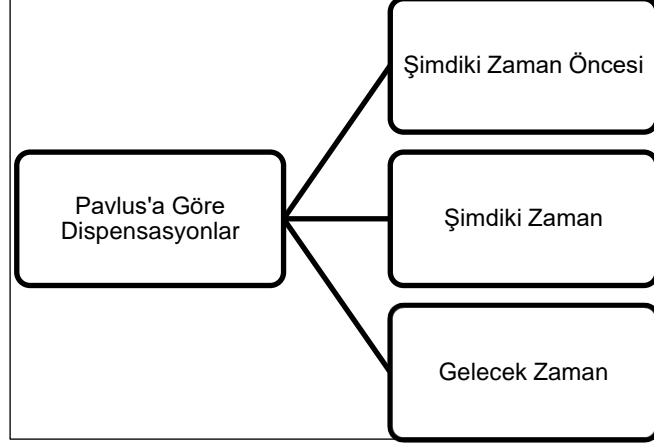 Pavlus'a Göre
Dispensasyonlar
Şimdiki Zaman Öncesi
Şimdiki Zaman
Gelecek Zaman